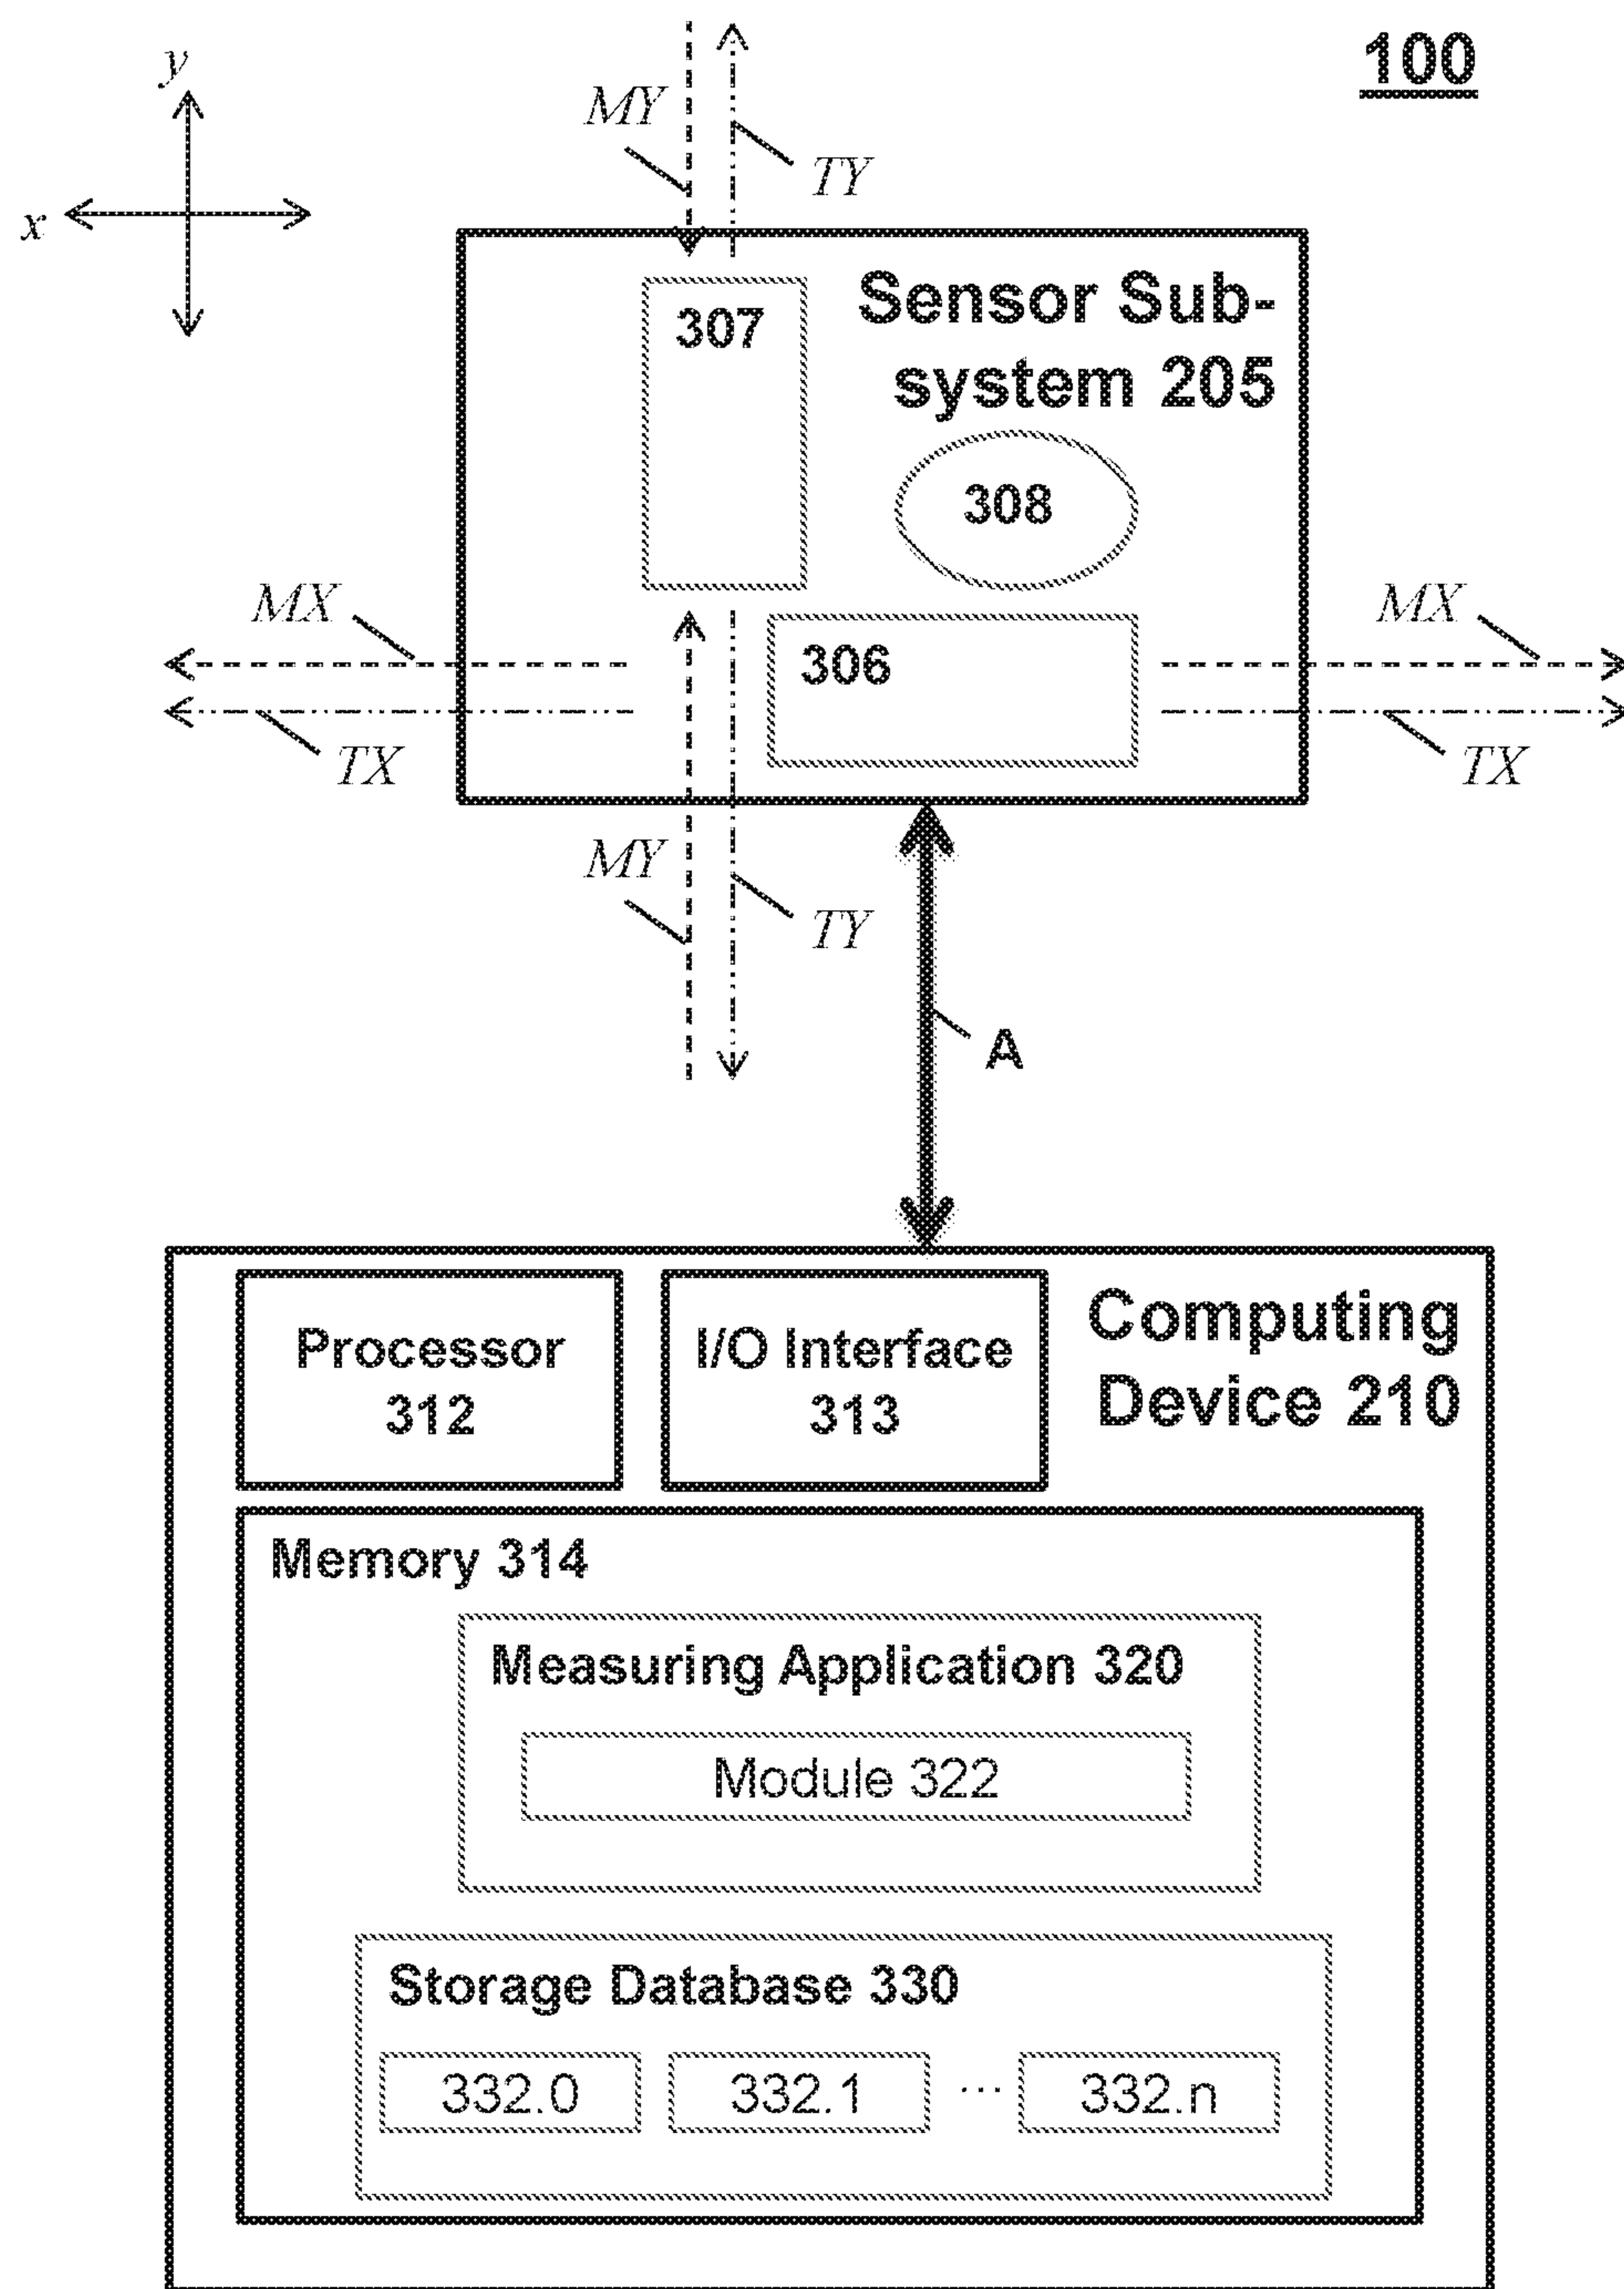 100
y
x
MY
TY
Sensor Sub-
system 205
307
308
306
MX
TX
MX
TX
MY
TY
A
Computing
Device 210
Processor
312
I/O Interface
313
Memory 314
Measuring Application 320
Module 322
Storage Database 330
332.0 332.1 ... 332.n